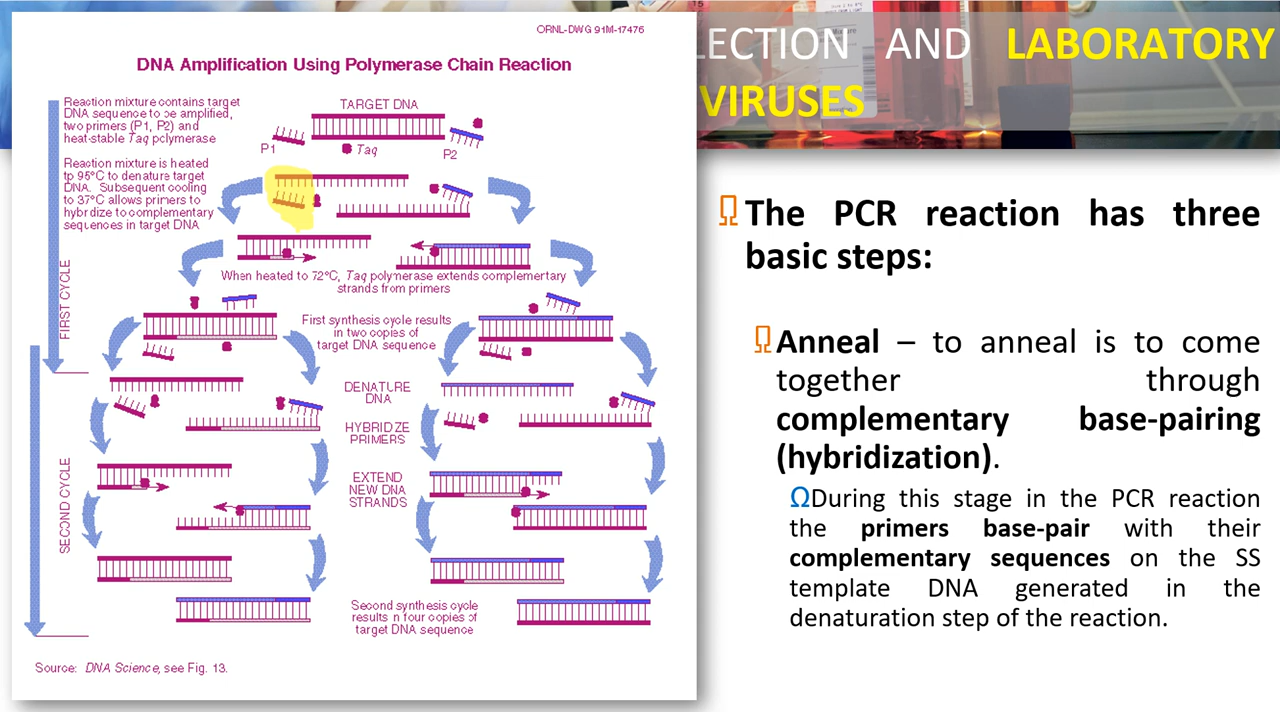 ORNL-DWG 91M-17476
DNA Amplification Using Polymerase Chain Reaction
Reaction mixture contains target
DNA sequence to be amplified,
two primers (P1, P2) and
heat-stable Taq polymerase
TARGET DNA
P1
Taq
P2
Reaction mixture is heated
tp 95°C to denature target
DNA. Subsequent cooling
to 37°C allows primers to
hybrdize to complementary
sequences in target DNA
When heated to 72°C, Taq polymerase extends complementary
strands from primers
FIRST CYCLE
First synthesis cycle results
in two copies of
target DNA sequence
DENATURE
DNA
HYBRIDZE
PRIMERS
EXTEND
NEW DNA
STRANDS
SECOND CYCLE
Second synthesis cycle
results n four copies of
target DNA sequence
Source: DNA Science, see Fig. 13.
LECTION AND LABORATORY
VIRUSES
The PCR reaction has three
basic steps:
Anneal – to anneal is to come
together through
complementary base-pairing
(hybridization).
ΩDuring this stage in the PCR reaction
the primers base-pair with their
complementary sequences on the SS
template DNA generated in the
denaturation step of the reaction.